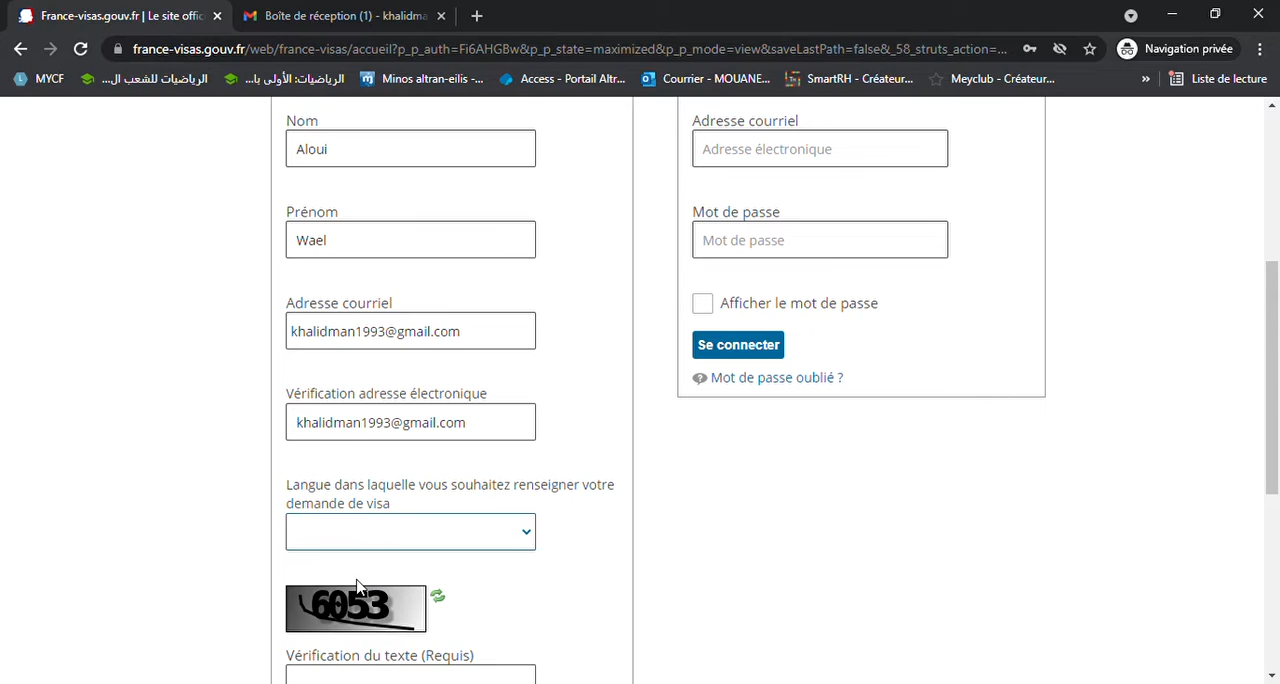 France-visas.gouv.fr | Le site offic
Boîte de réception (1) - khalidma
france-visas.gouv.fr/web/france-visas/accueil?p_p_auth=Fi6AHGBw&p_p_state=maximized&p_p_mode=view&saveLastPath=false&_58_struts_action=...
Navigation privée
MYCF
الرياضيات للشعب ال...
الرياضيات: الأولى با...
Minos altran-eilis -...
Access - Portail Altr...
Courrier - MOUANE...
SmartRH - Créateur...
Meyclub - Créateur...
»
Liste de lecture
Nom
Aloui
Prénom
Wael
Adresse courriel
khalidman1993@gmail.com
Vérification adresse électronique
khalidman1993@gmail.com
Langue dans laquelle vous souhaitez renseigner votre
demande de visa
6053
Vérification du texte (Requis)
Adresse courriel
Adresse électronique
Mot de passe
Mot de passe
Afficher le mot de passe
Se connecter
Mot de passe oublié ?